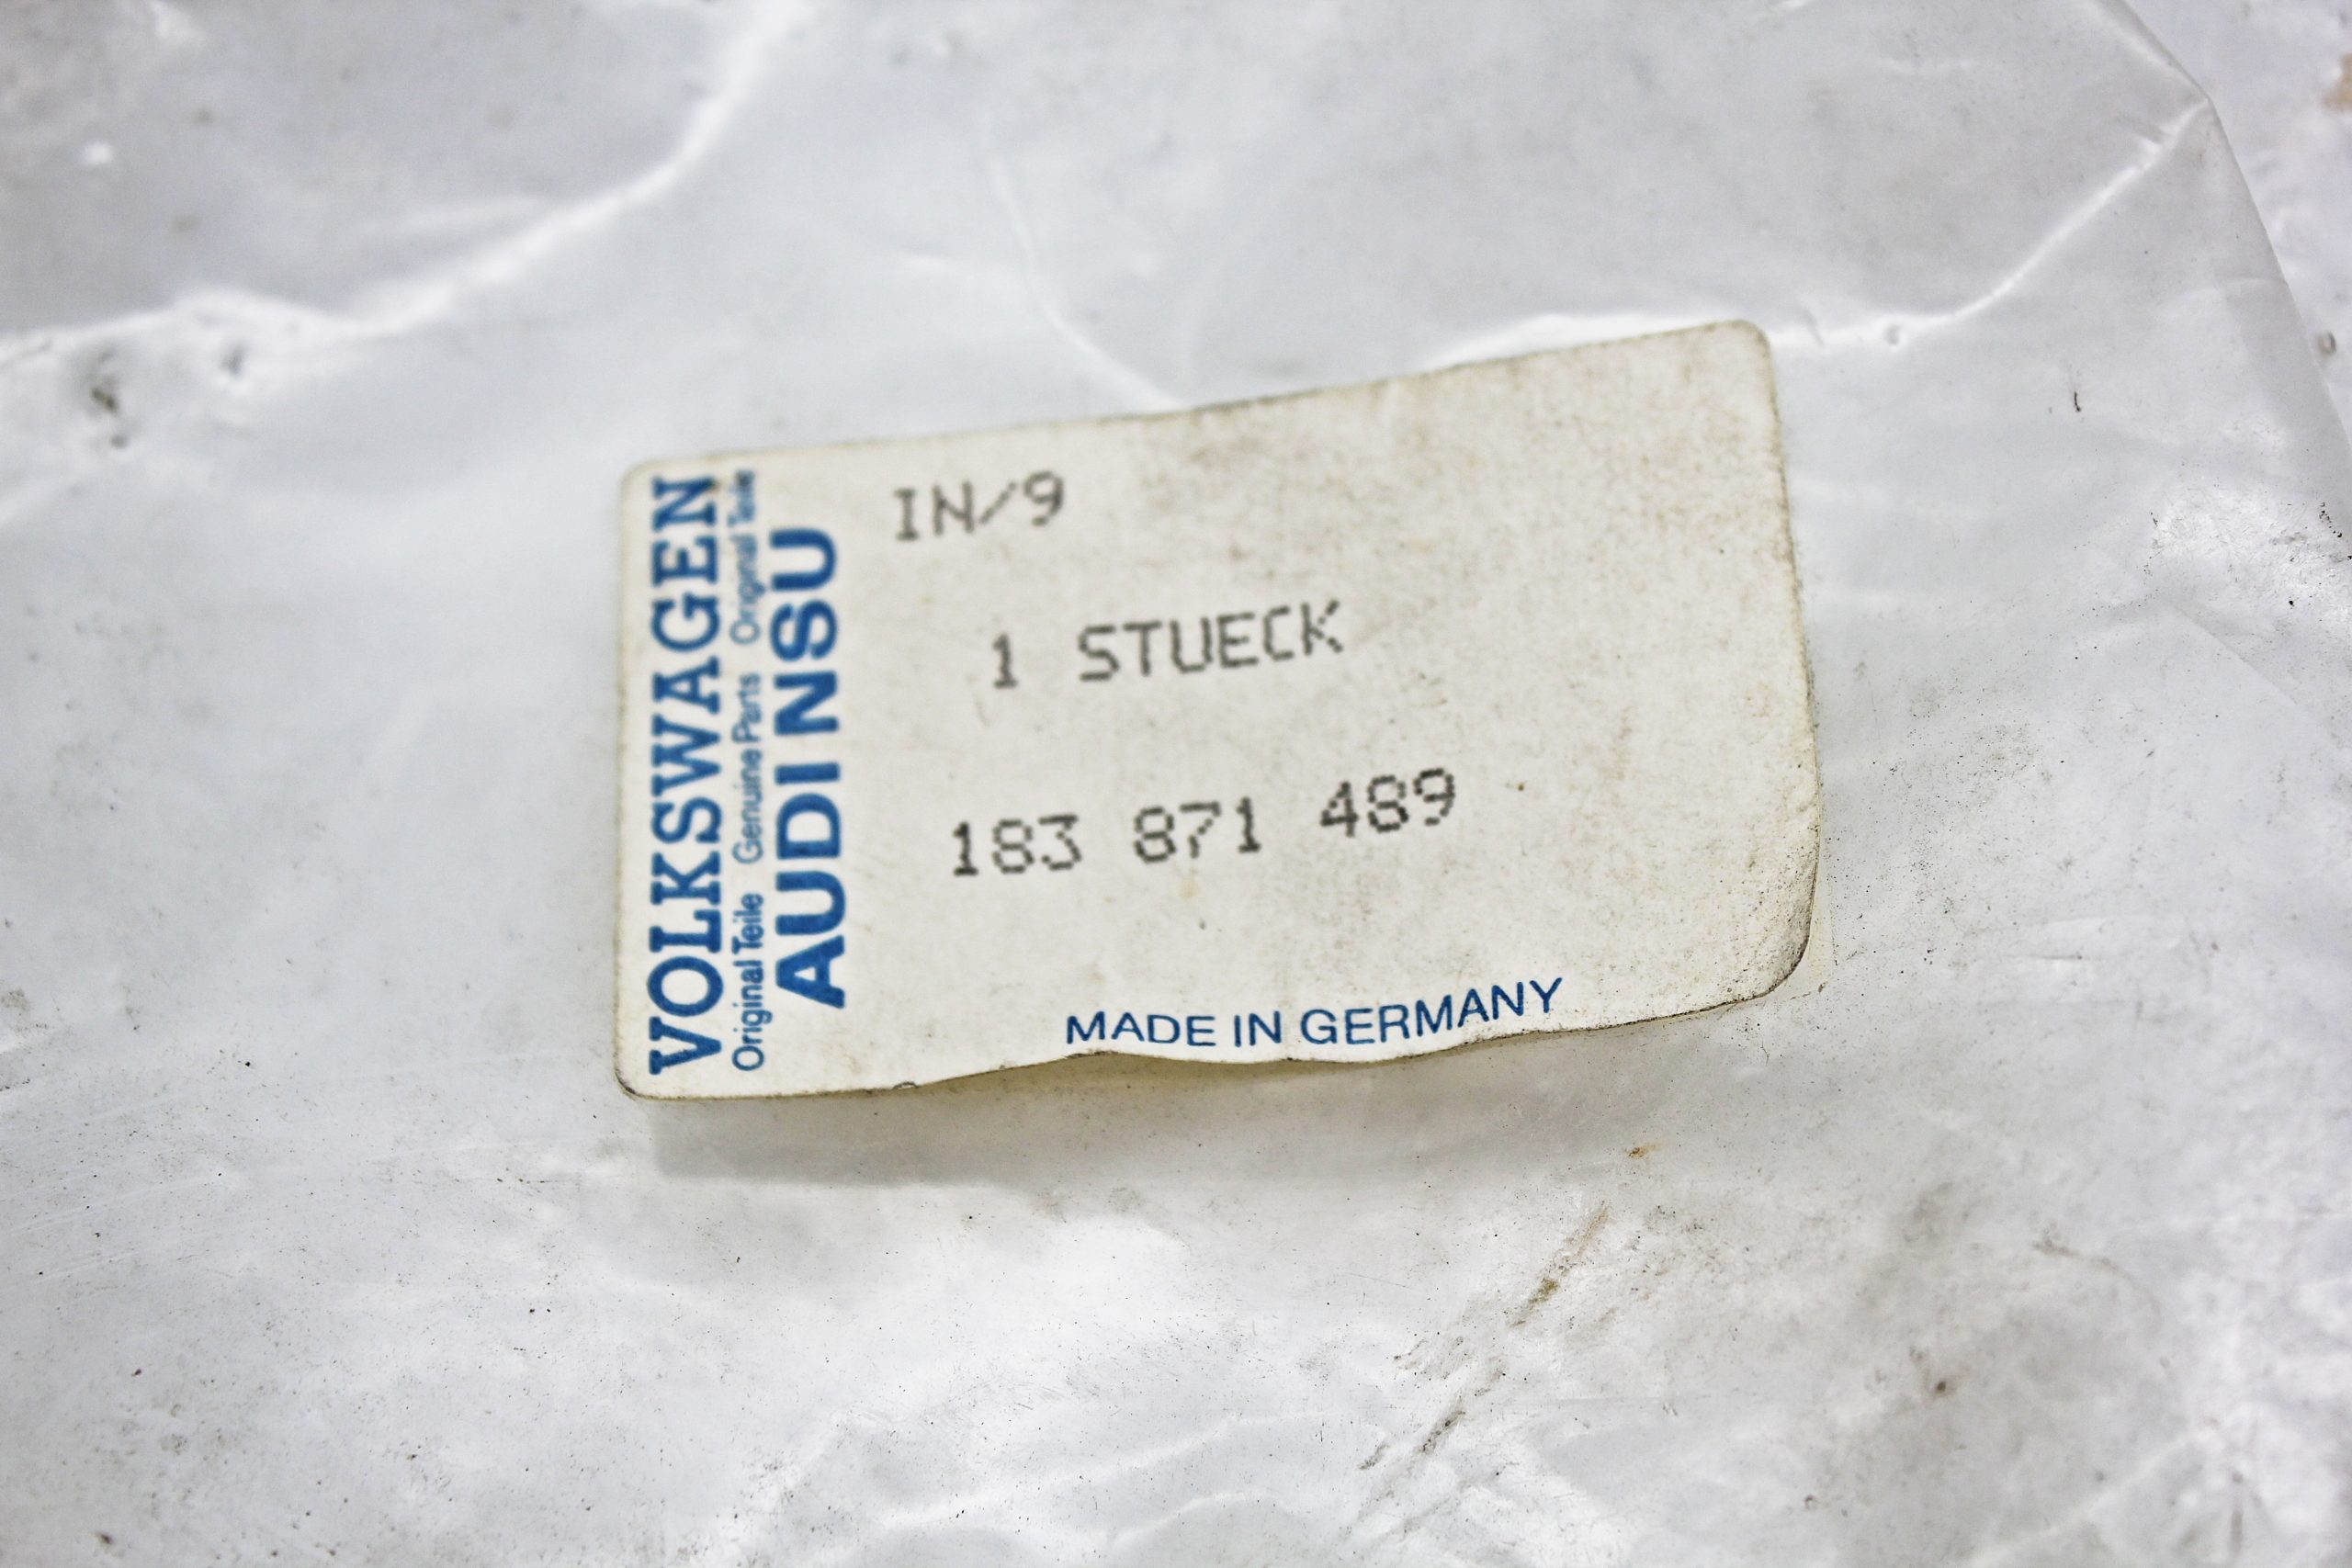 VOLKSWAGEN
Original Teile Genuine Parts Original Teile
AUDI NSU
IN/9
1 STUECK
183 871 489
MADE IN GERMANY